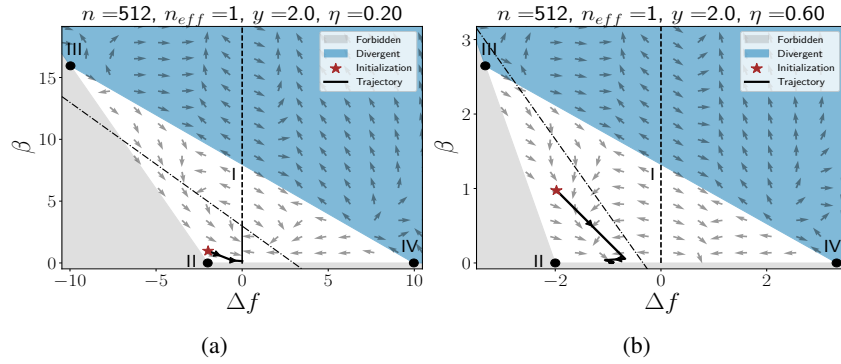 n =512, n_eff =1, y =2.0, η =0.20
III
Forbidden
Divergent
Initialization
Trajectory
15
10
5
0
β
I
II
IV
−10
−5
0
5
10
Δf
(a)
n =512, n_eff =1, y =2.0, η =0.60
III
Forbidden
Divergent
Initialization
Trajectory
3
2
1
0
β
I
II
IV
−2
0
2
Δf
(b)